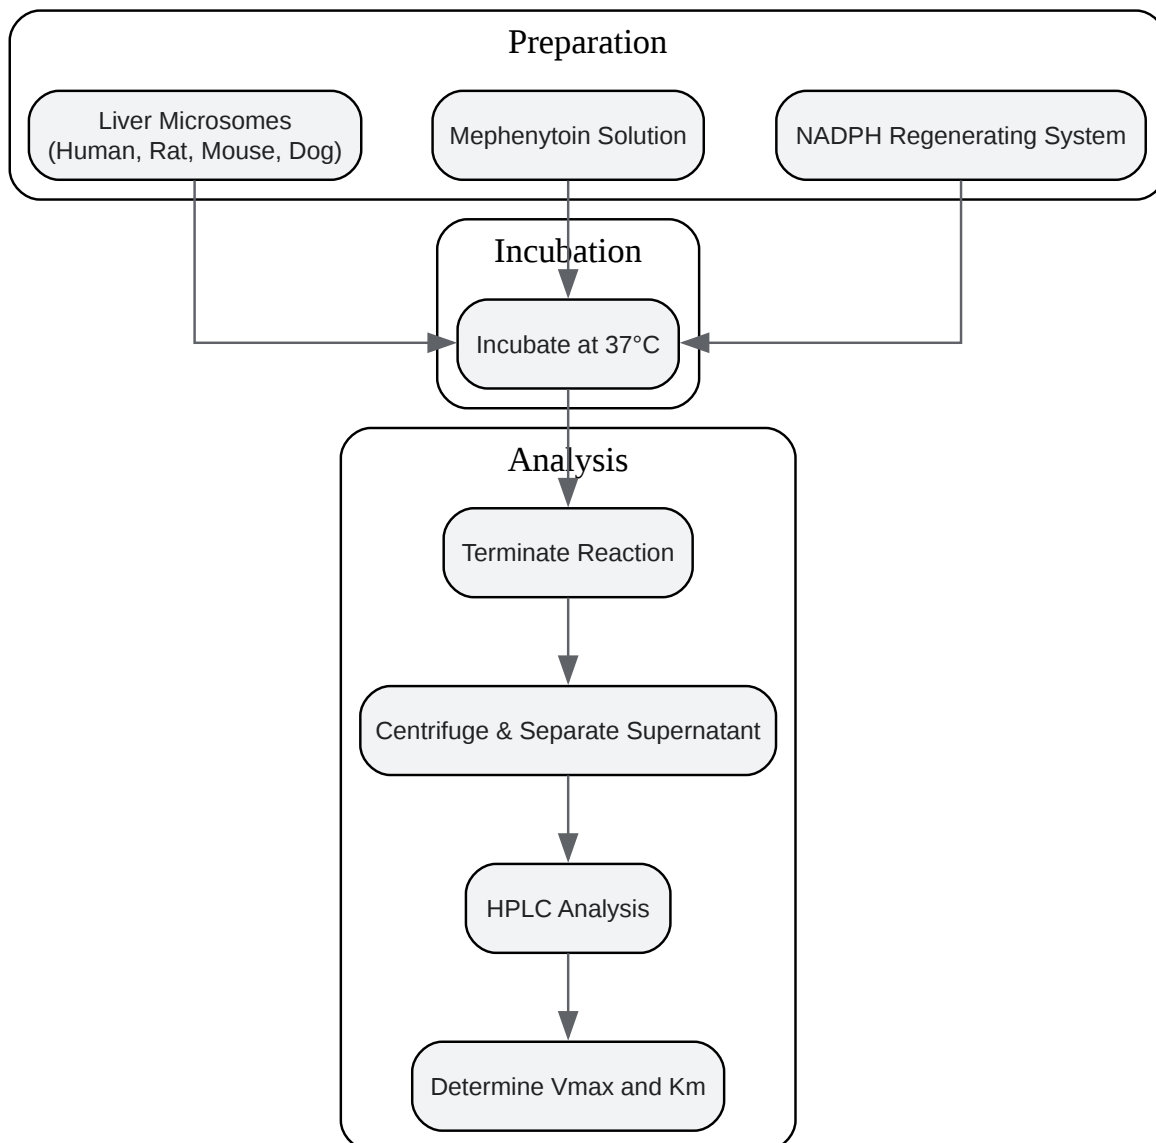 Preparation
Liver Microsomes
(Human, Rat, Mouse, Dog)
Mephenytoin Solution
NADPH Regenerating System
Incubation
Incubate at 37°C
Analysis
Terminate Reaction
Centrifuge & Separate Supernatant
HPLC Analysis
Determine Vmax and Km